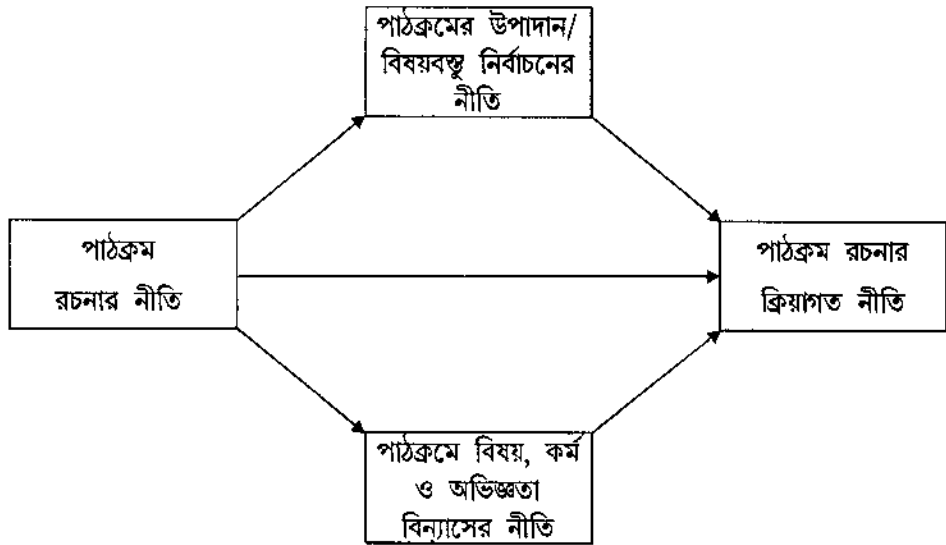 পাঠক্রমের উপাদান/
বিষয়বস্তু নির্বাচনের
নীতি
পাঠক্রম
রচনার নীতি
পাঠক্রম রচনার
ক্রিয়াগত নীতি
পাঠক্রমে বিষয়, কর্ম
ও অভিজ্ঞতা
বিন্যাসের নীতি